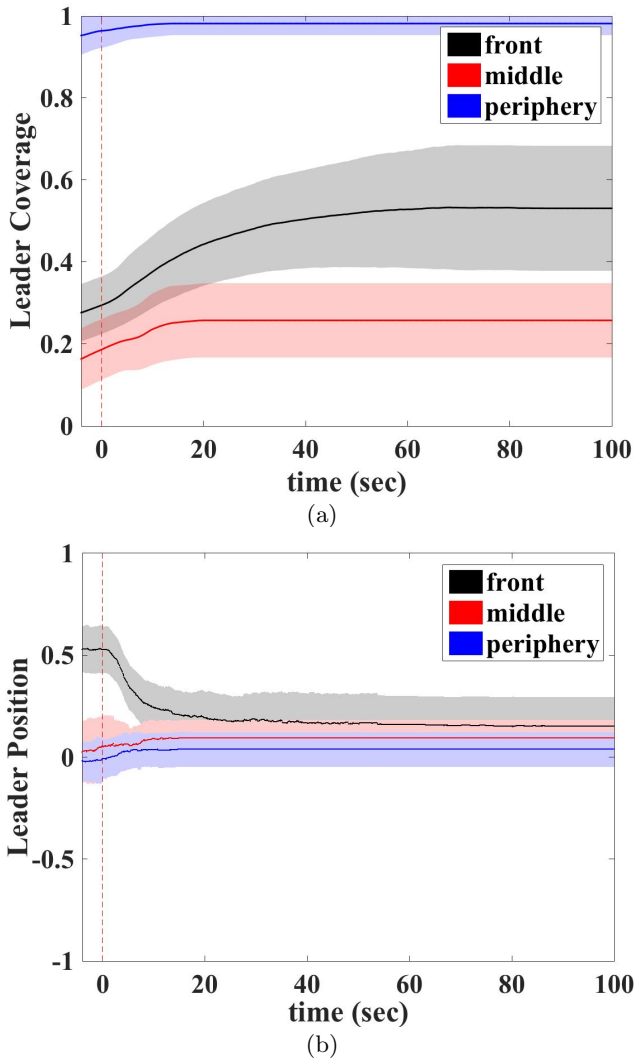 1
0.8
0.6
0.4
0.2
0
Leader Coverage
front
middle
periphery
0 20 40 60 80 100
time (sec)
(a)
1
0.5
0
-0.5
-1
Leader Position
front
middle
periphery
0 20 40 60 80 100
time (sec)
(b)